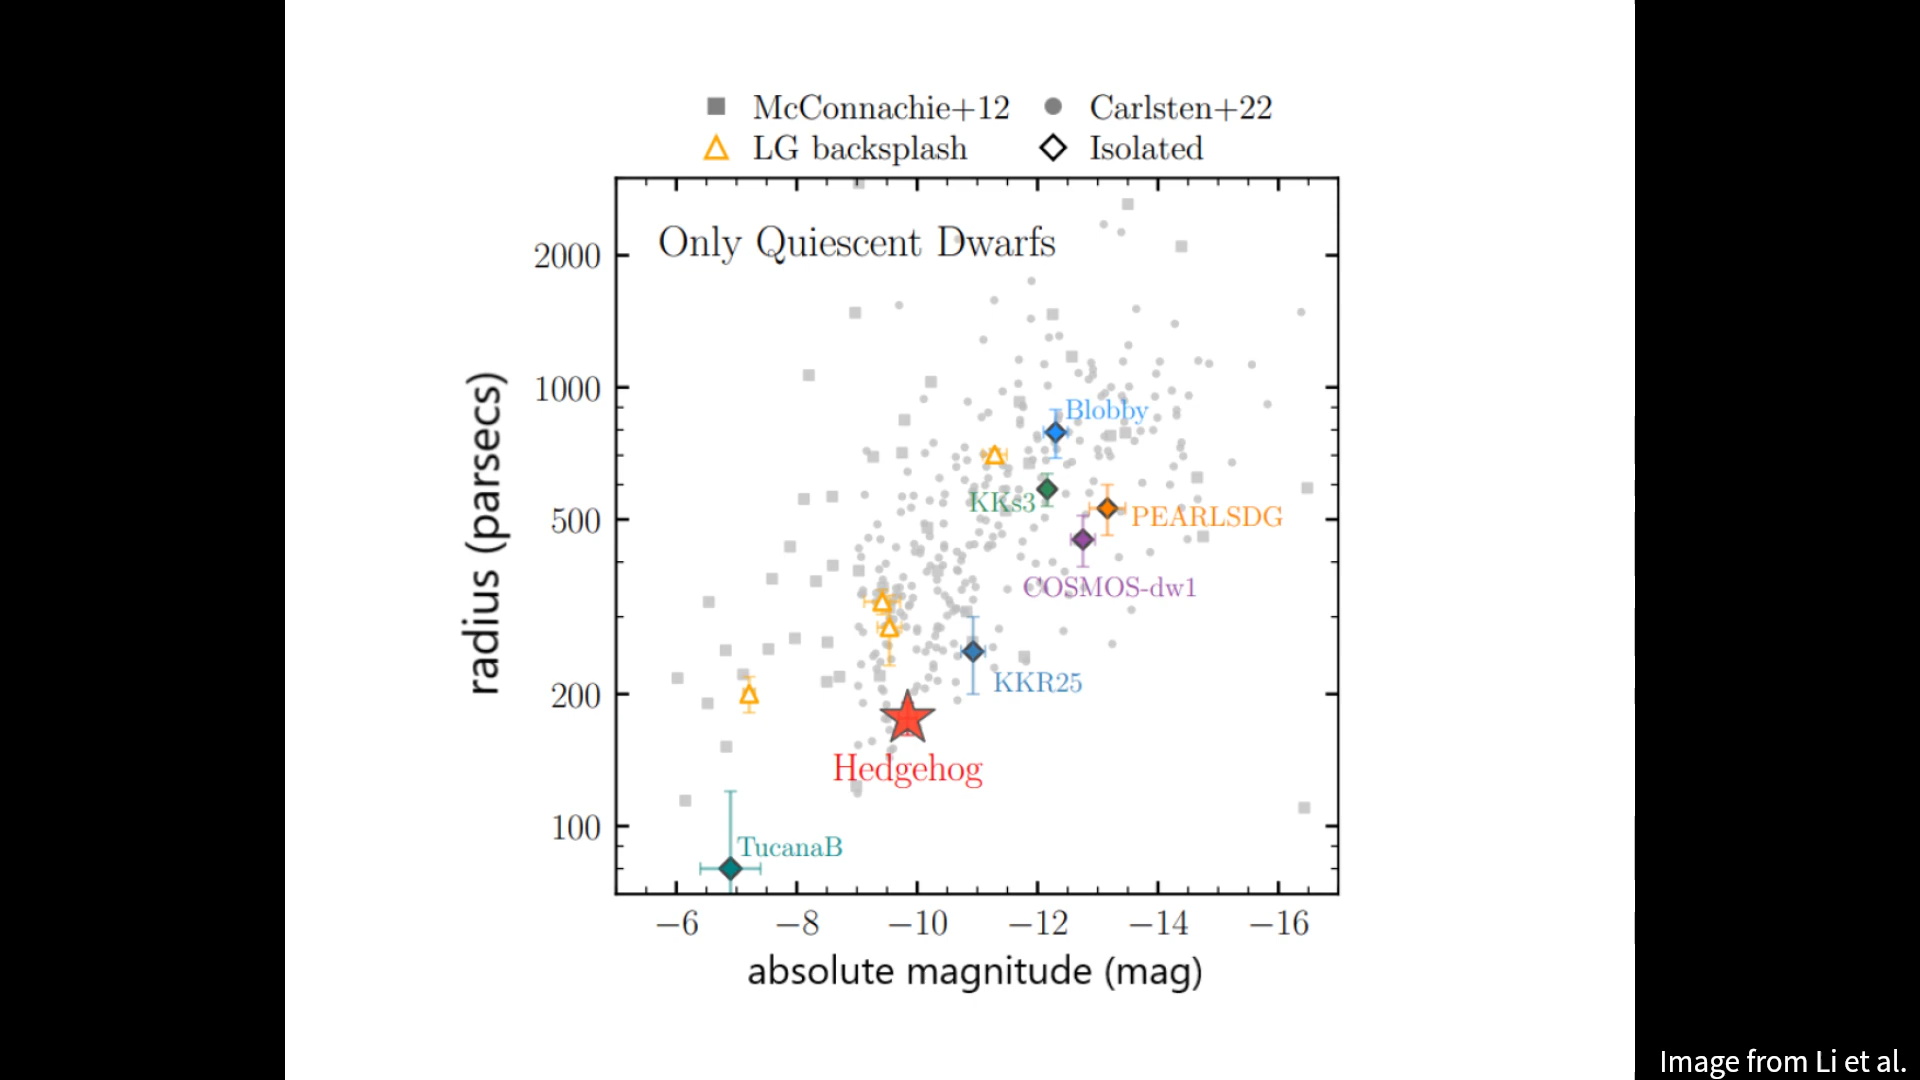 McConnachie+12 Carlsten+22
LG backsplash Isolated
Only Quiescent Dwarfs
2000
1000
500
200
100
radius (parsecs)
Blobby
KKs3
PEARLSDG
COSMOS-dw1
KKR25
Hedgehog
TucanaB
−6 −8 −10 −12 −14 −16
absolute magnitude (mag)
Image from Li et al.